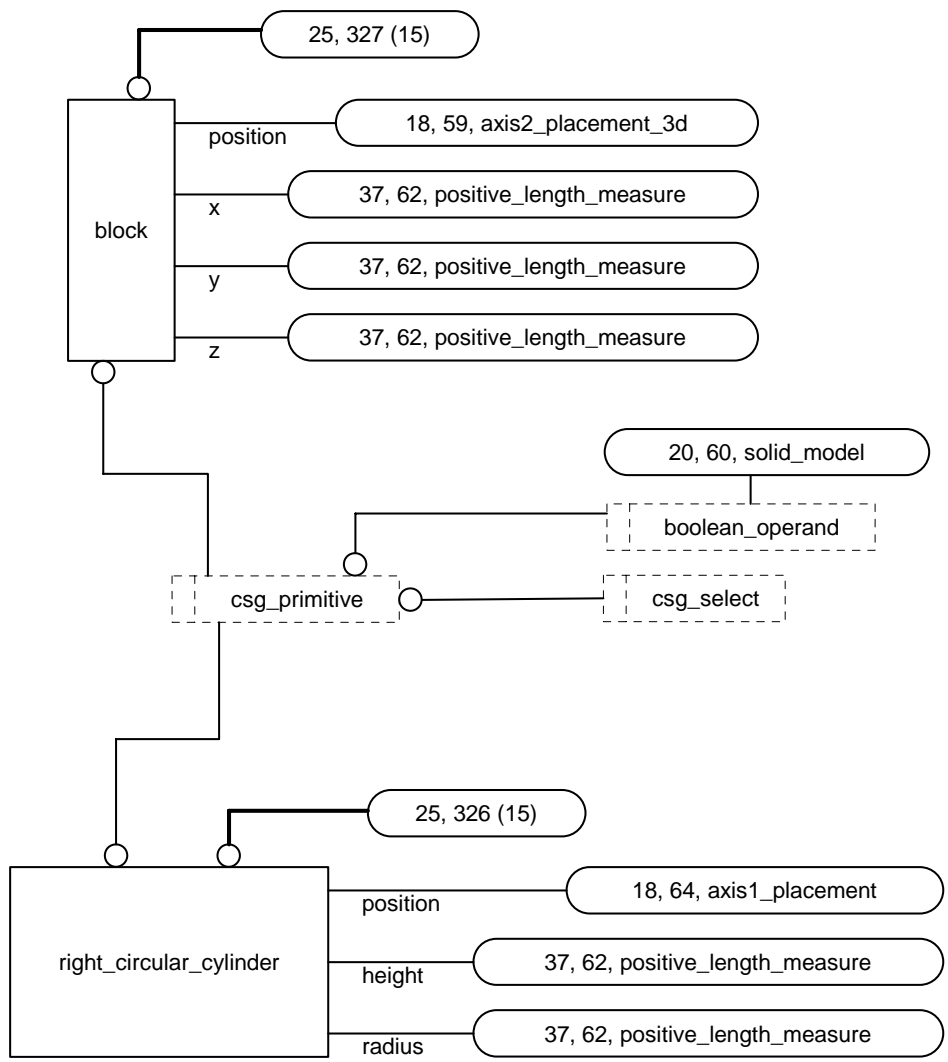 25, 327 (15)
18, 59, axis2_placement_3d
position
37, 62, positive_length_measure
x
block
37, 62, positive_length_measure
y
37, 62, positive_length_measure
z
20, 60, solid_model
boolean_operand
csg_primitive
csg_select
25, 326 (15)
18, 64, axis1_placement
position
right_circular_cylinder
37, 62, positive_length_measure
height
37, 62, positive_length_measure
radius